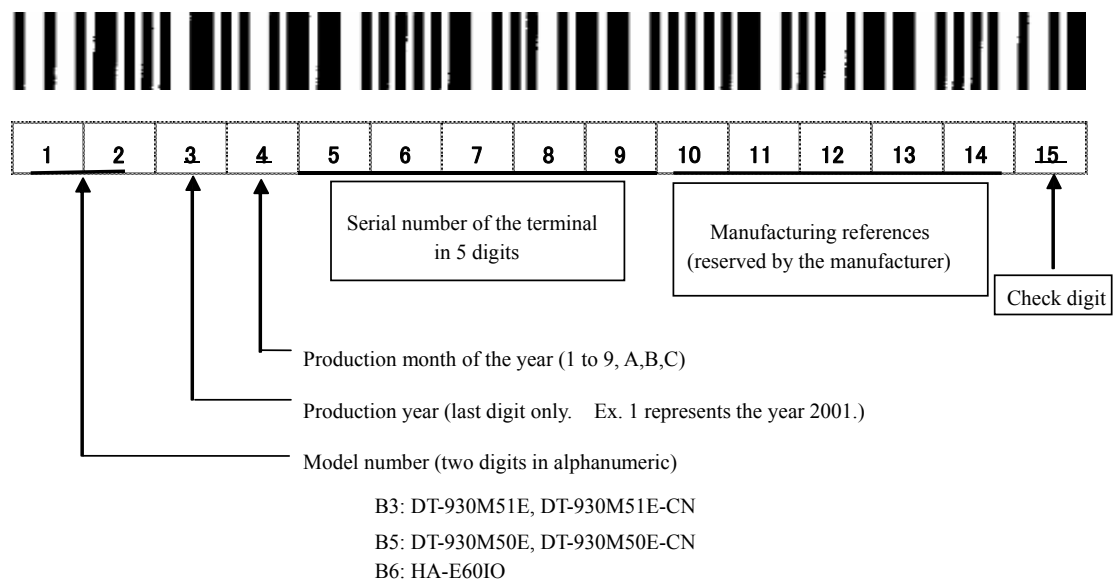 1 2 3 4 5 6 7 8 9 10 11 12 13 14 15
Serial number of the terminal
in 5 digits
Manufacturing references
(reserved by the manufacturer)
Check digit
Production month of the year (1 to 9, A,B,C)
Production year (last digit only. Ex. 1 represents the year 2001.)
Model number (two digits in alphanumeric)
B3: DT-930M51E, DT-930M51E-CN
B5: DT-930M50E, DT-930M50E-CN
B6: HA-E60IO